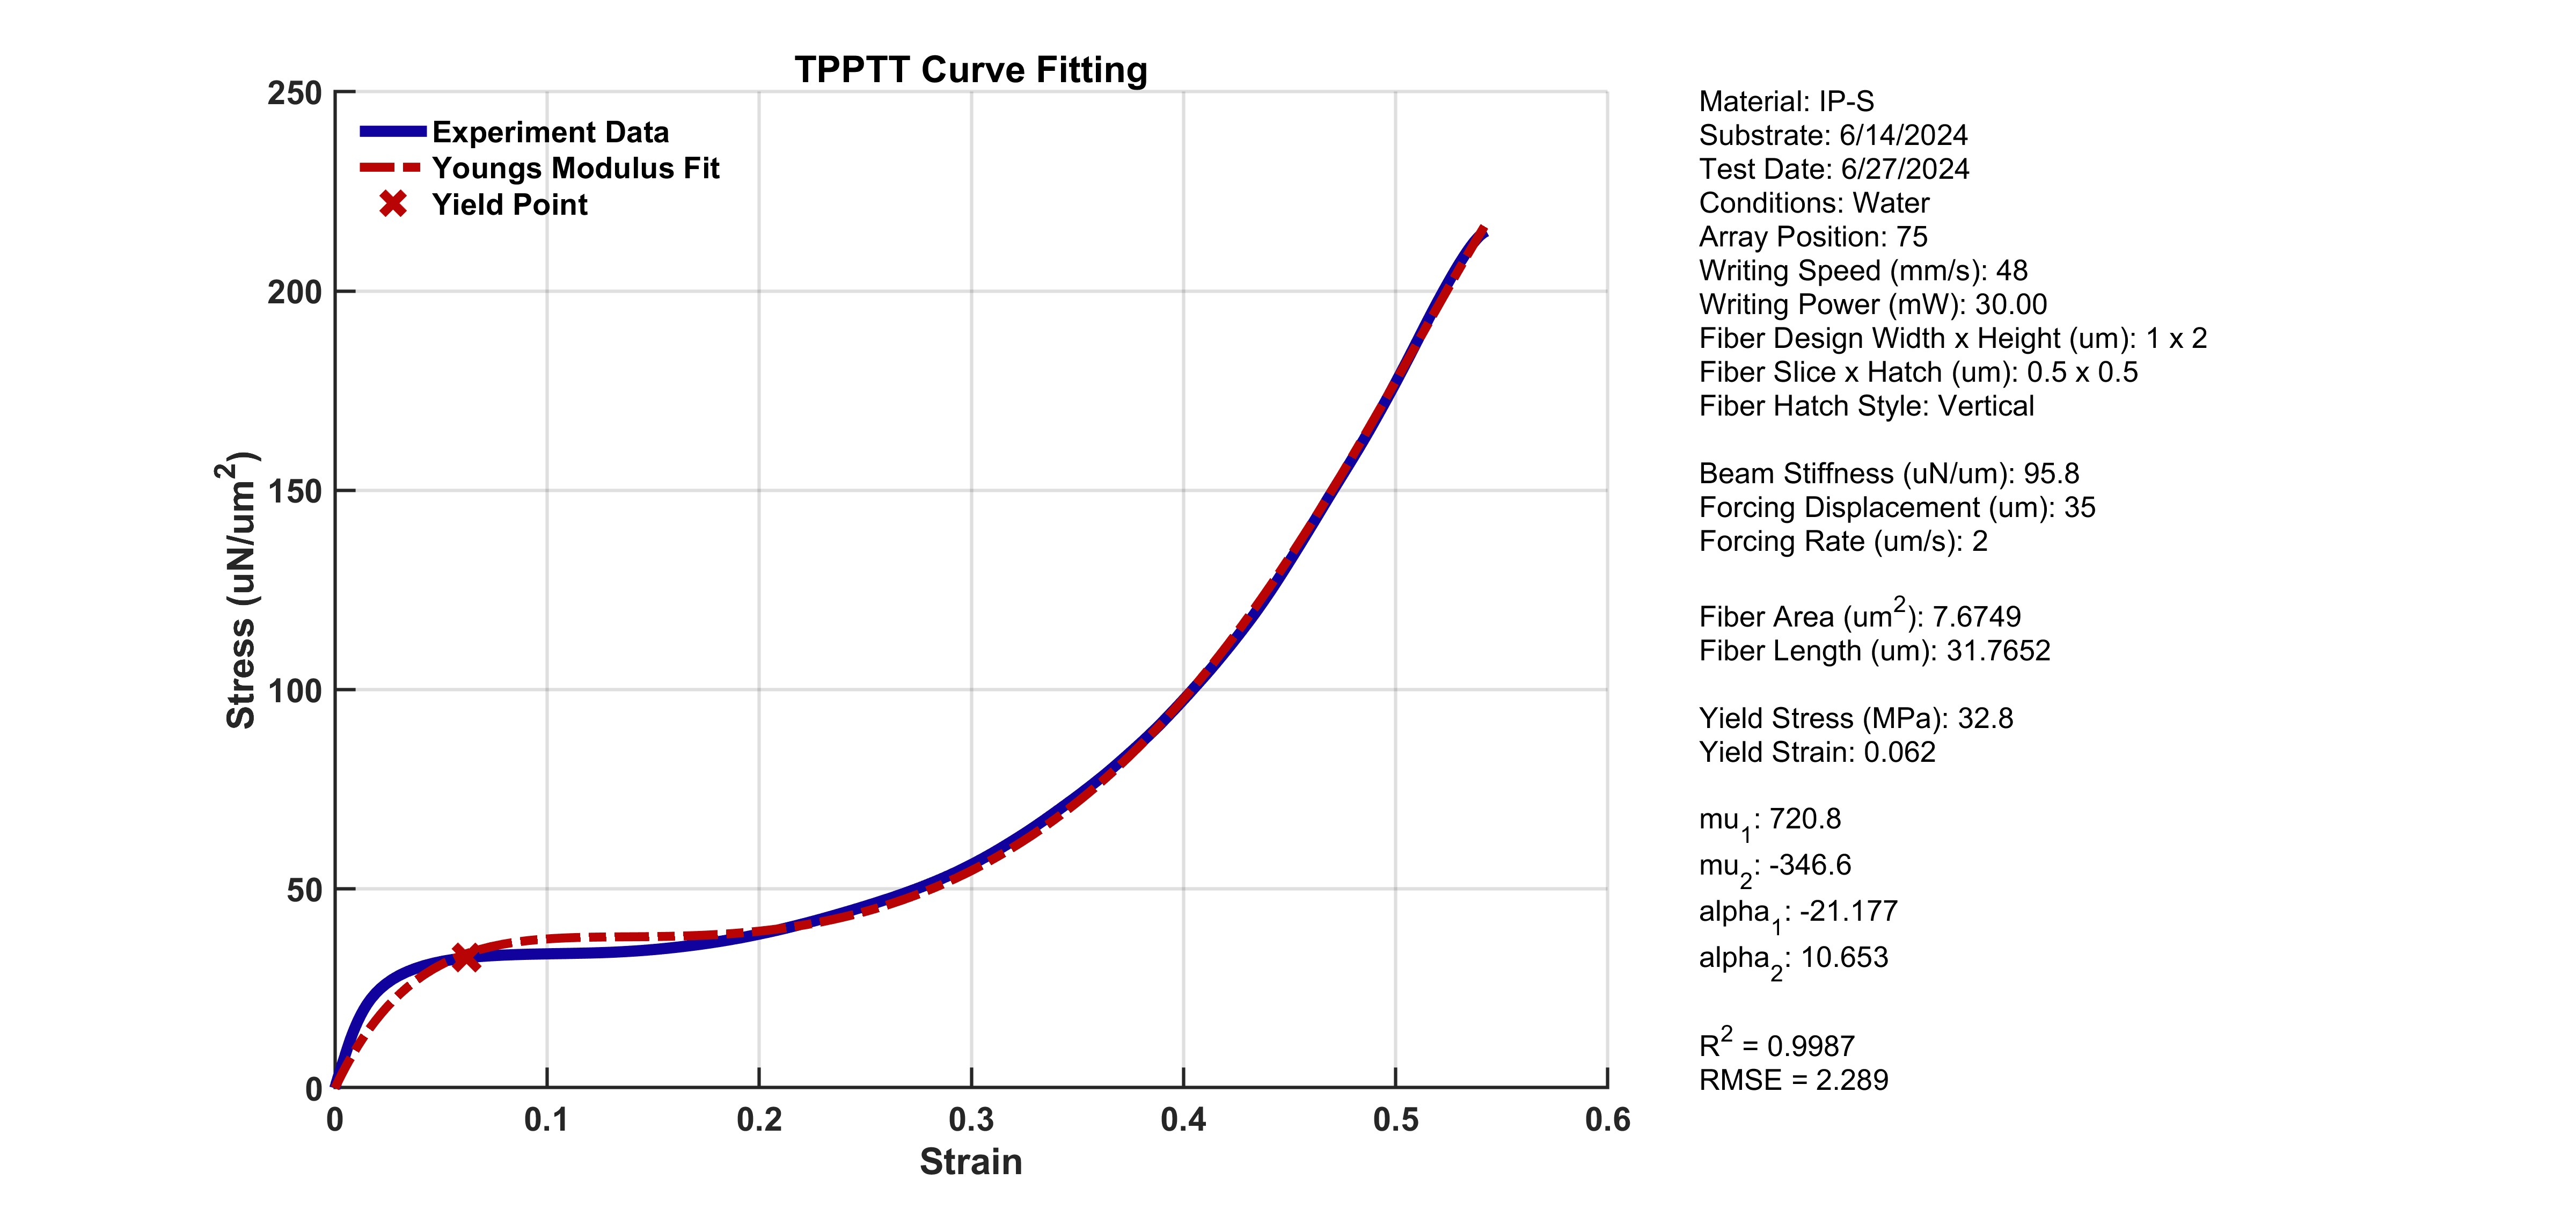 TPPTT Curve Fitting
250
200
150
100
50
0
0 0.1 0.2 0.3 0.4 0.5 0.6
Strain
Stress (uN/um²)
Experiment Data
Youngs Modulus Fit
Yield Point
Material: IP-S
Substrate: 6/14/2024
Test Date: 6/27/2024
Conditions: Water
Array Position: 75
Writing Speed (mm/s): 48
Writing Power (mW): 30.00
Fiber Design Width x Height (um): 1 x 2
Fiber Slice x Hatch (um): 0.5 x 0.5
Fiber Hatch Style: Vertical
Beam Stiffness (uN/um): 95.8
Forcing Displacement (um): 35
Forcing Rate (um/s): 2
Fiber Area (um²): 7.6749
Fiber Length (um): 31.7652
Yield Stress (MPa): 32.8
Yield Strain: 0.062
mu₁: 720.8
mu₂: -346.6
alpha₁: -21.177
alpha₂: 10.653
R² = 0.9987
RMSE = 2.289